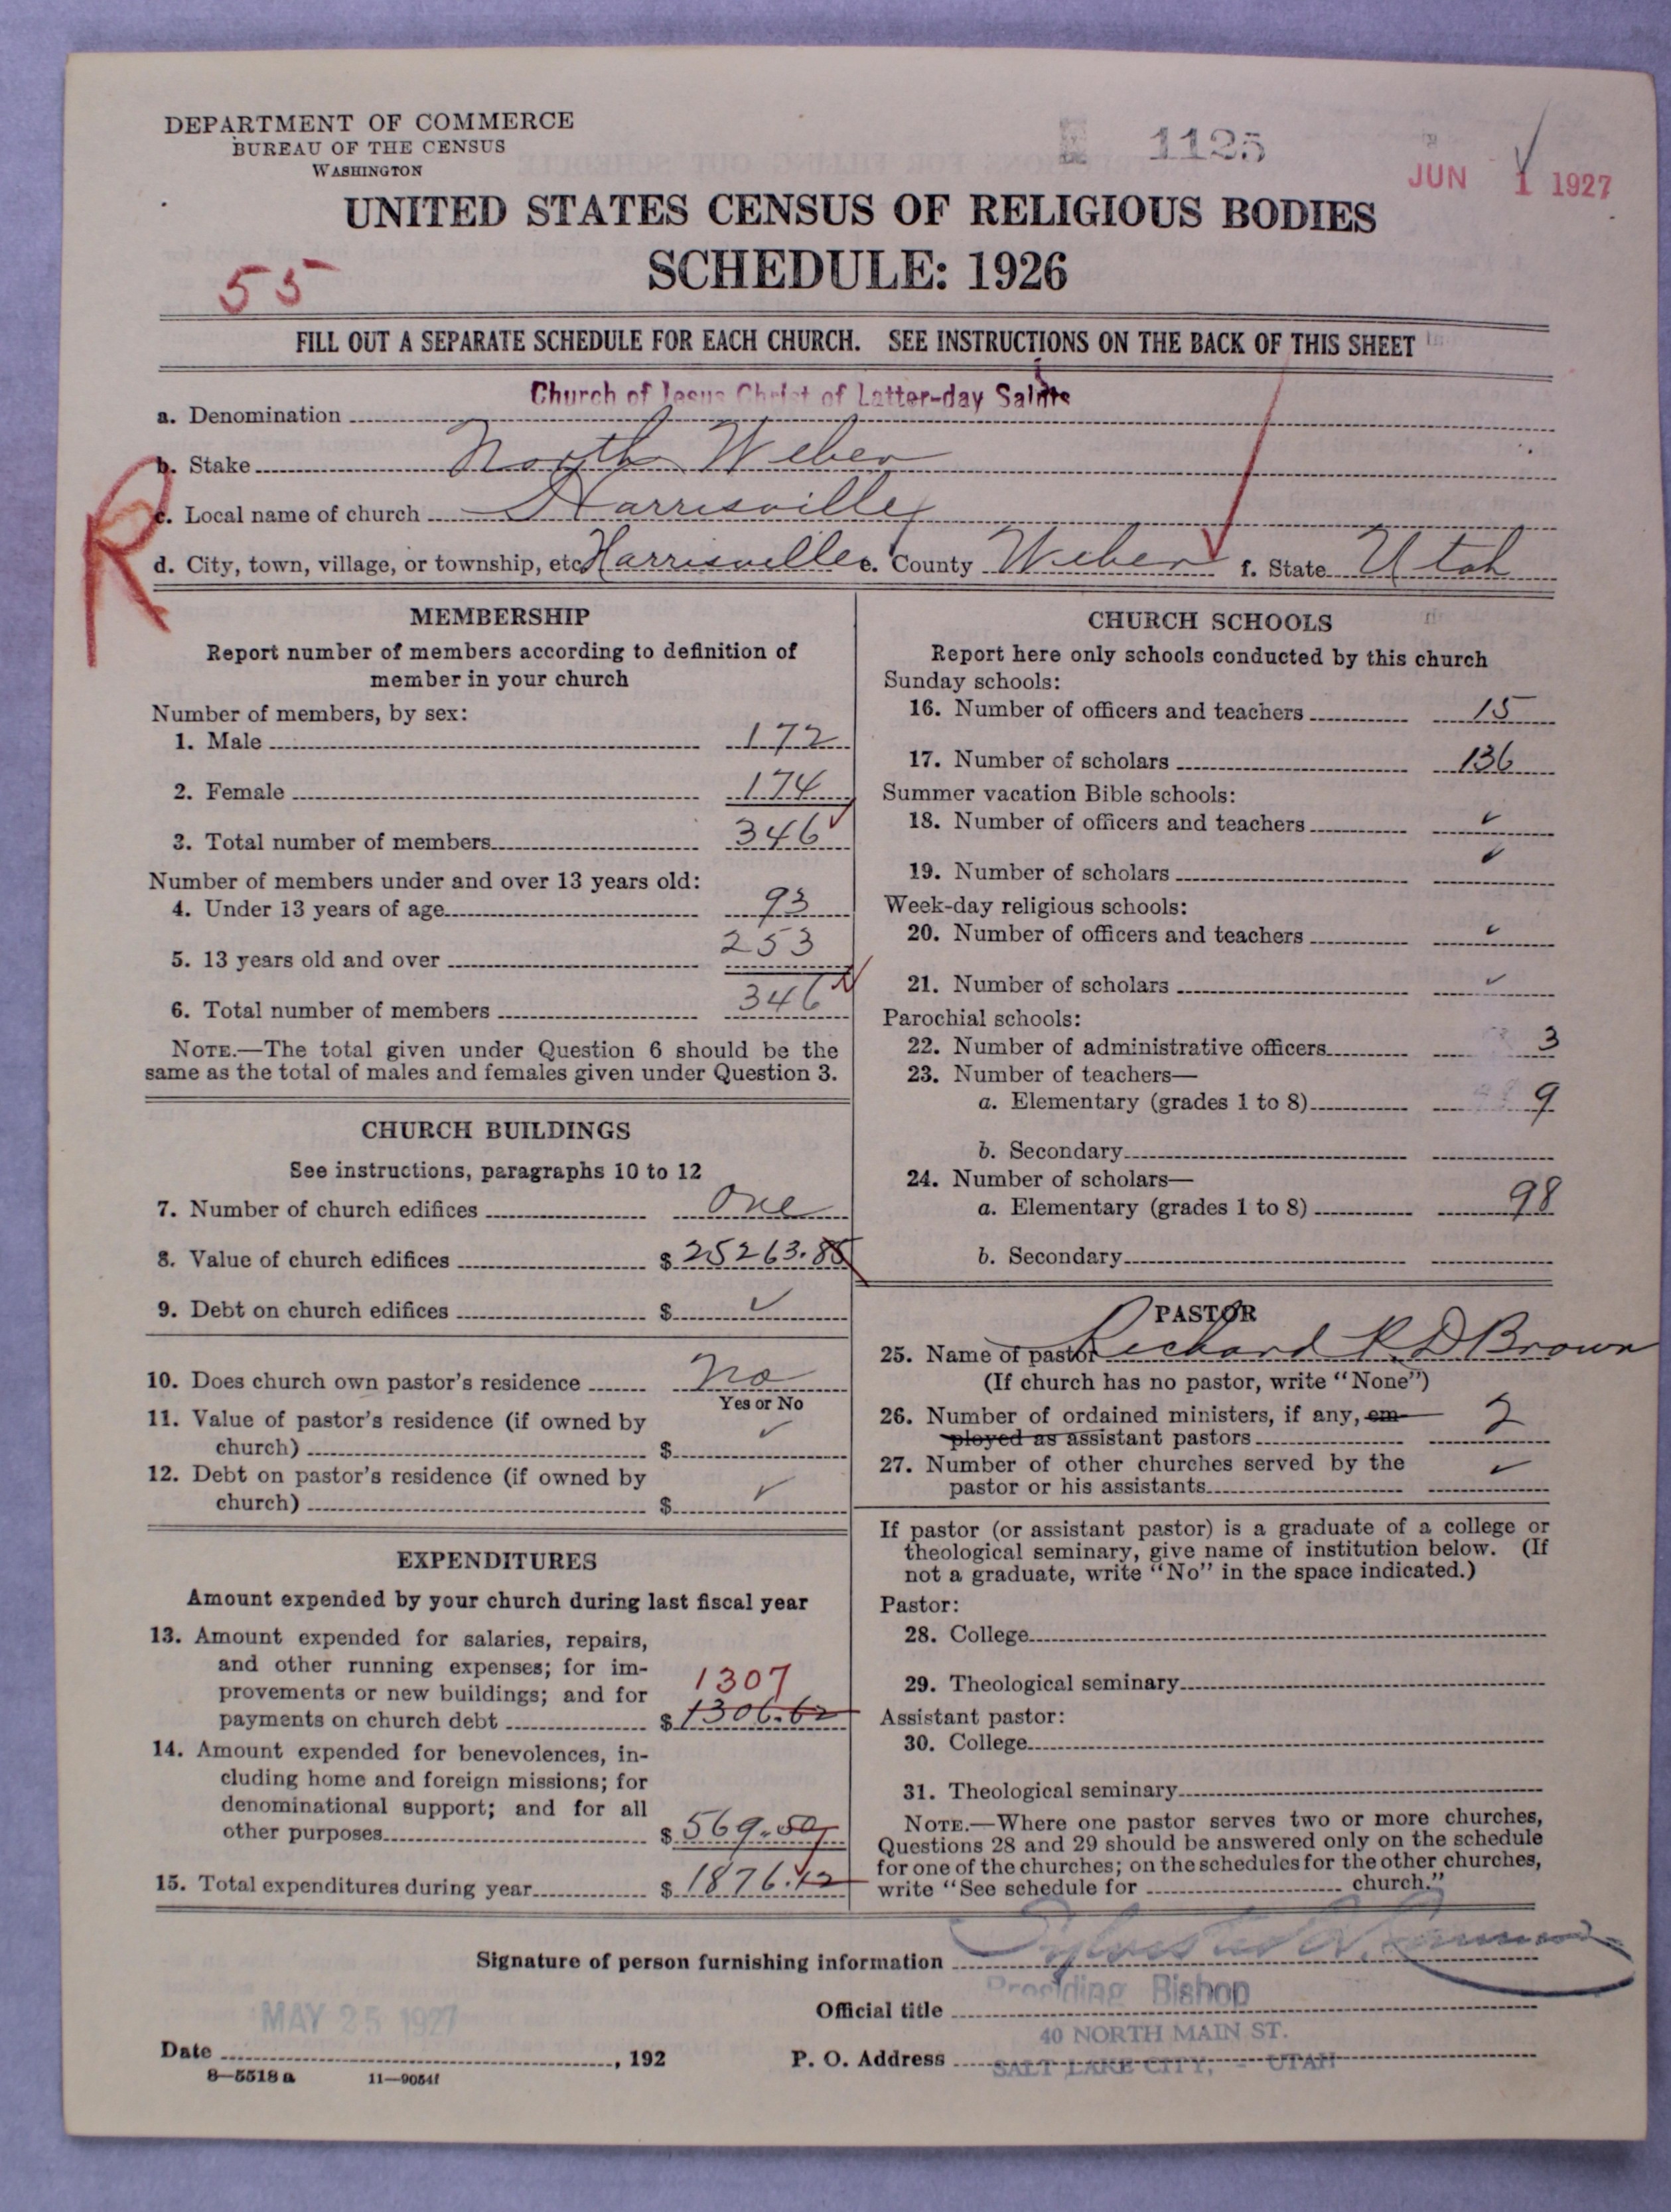 DEPARTMENT OF COMMERCE
BUREAU OF THE CENSUS
WASHINGTON
1125
JUN 1 1927
UNITED STATES CENSUS OF RELIGIOUS BODIES
SCHEDULE: 1926
55
FILL OUT A SEPARATE SCHEDULE FOR EACH CHURCH. SEE INSTRUCTIONS ON THE BACK OF THIS SHEET
a. Denomination Church of Jesus Christ of Latter-day Saints
b. Stake North Weber
R
c. Local name of church Harrisville
d. City, town, village, or township, etc. Harrisville e. County Weber f. State Utah
MEMBERSHIP
Report number of members according to definition of
member in your church
Number of members, by sex:
1. Male 172
2. Female 174
3. Total number of members 346
Number of members under and over 13 years old:
4. Under 13 years of age 93
5. 13 years old and over 253
6. Total number of members 346
NOTE.—The total given under Question 6 should be the
same as the total of males and females given under Question 3.
CHURCH BUILDINGS
See instructions, paragraphs 10 to 12
7. Number of church edifices One
8. Value of church edifices $ 25263.85
9. Debt on church edifices $ ✓
10. Does church own pastor's residence No
Yes or No
11. Value of pastor's residence (if owned by
church) $ ✓
12. Debt on pastor's residence (if owned by
church) $ ✓
EXPENDITURES
Amount expended by your church during last fiscal year
13. Amount expended for salaries, repairs,
and other running expenses; for im-
provements or new buildings; and for 1307
payments on church debt $ 1306.62
14. Amount expended for benevolences, in-
cluding home and foreign missions; for
denominational support; and for all
other purposes $ 569.50
15. Total expenditures during year $ 1876.12
CHURCH SCHOOLS
Report here only schools conducted by this church
Sunday schools:
16. Number of officers and teachers 15
17. Number of scholars 136
Summer vacation Bible schools:
18. Number of officers and teachers ✓
19. Number of scholars ✓
Week-day religious schools:
20. Number of officers and teachers ✓
21. Number of scholars ✓
Parochial schools:
22. Number of administrative officers 3
23. Number of teachers—
a. Elementary (grades 1 to 8) 9
b. Secondary
24. Number of scholars—
a. Elementary (grades 1 to 8) 98
b. Secondary
PASTOR
25. Name of pastor Richard R. D Brown
(If church has no pastor, write "None")
26. Number of ordained ministers, if any, em-
ployed as assistant pastors 2
27. Number of other churches served by the
pastor or his assistants ✓
If pastor (or assistant pastor) is a graduate of a college or
theological seminary, give name of institution below. (If
not a graduate, write "No" in the space indicated.)
Pastor:
28. College
29. Theological seminary
Assistant pastor:
30. College
31. Theological seminary
NOTE.—Where one pastor serves two or more churches,
Questions 28 and 29 should be answered only on the schedule
for one of the churches; on the schedules for the other churches,
write "See schedule for church."
Signature of person furnishing information
Official title Presiding Bishop
MAY 25 1927
40 NORTH MAIN ST.
Date , 192
P. O. Address SALT LAKE CITY, - UTAH
8—5518 a 11—9054f